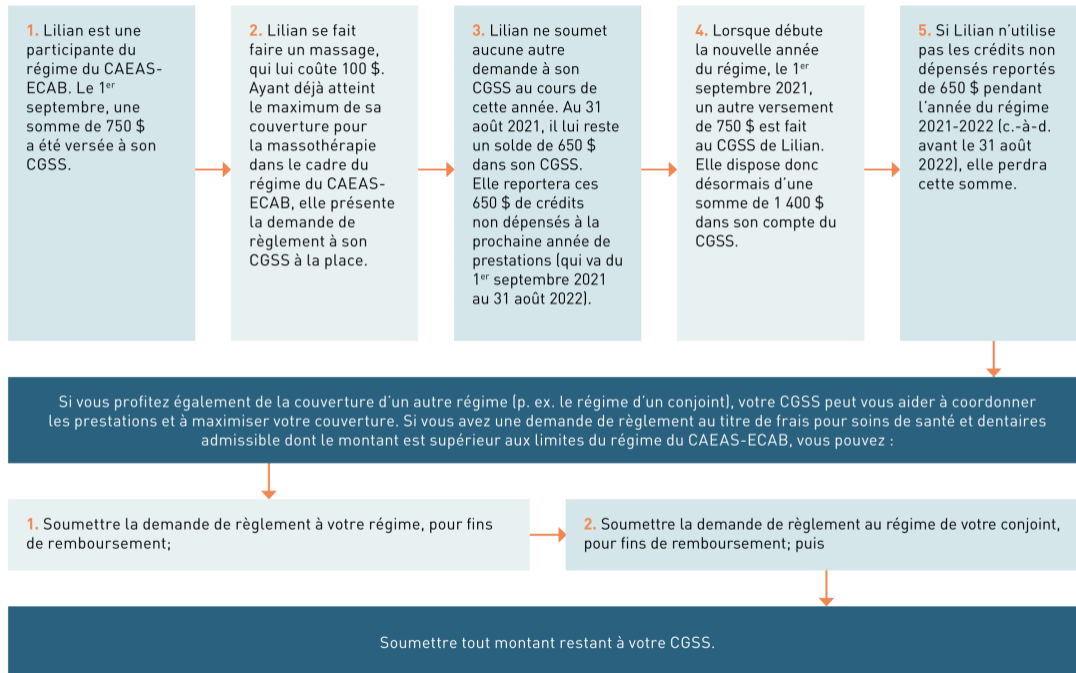 1. Lilian est une
participante du
régime du CAEAS-
ECAB. Le 1er
septembre, une
somme de 750 $
a été versée à son
CGSS.
2. Lilian se fait
faire un massage,
qui lui coûte 100 $.
Ayant déjà atteint
le maximum de sa
couverture pour
la massothérapie
dans le cadre du
régime du CAEAS-
ECAB, elle présente
la demande de
règlement à son
CGSS à la place.
3. Lilian ne soumet
aucune autre
demande à son
CGSS au cours de
cette année. Au 31
août 2021, il lui reste
un solde de 650 $
dans son CGSS.
Elle reportera ces
650 $ de crédits
non dépensés à la
prochaine année de
prestations (qui va du
1er septembre 2021
au 31 août 2022).
4. Lorsque débute
la nouvelle année
du régime, le 1er
septembre 2021,
un autre versement
de 750 $ est fait
au CGSS de Lilian.
Elle dispose donc
désormais d’une
somme de 1 400 $
dans son compte du
CGSS.
5. Si Lilian n’utilise
pas les crédits non
dépensés reportés
de 650 $ pendant
l’année du régime
2021-2022 (c.-à-d.
avant le 31 août
2022), elle perdra
cette somme.
Si vous profitez également de la couverture d’un autre régime (p. ex. le régime d’un conjoint), votre CGSS peut vous aider à coordonner
les prestations et à maximiser votre couverture. Si vous avez une demande de règlement au titre de frais pour soins de santé et dentaires
admissible dont le montant est supérieur aux limites du régime du CAEAS-ECAB, vous pouvez :
1. Soumettre la demande de règlement à votre régime, pour fins
de remboursement;
2. Soumettre la demande de règlement au régime de votre conjoint,
pour fins de remboursement; puis
Soumettre tout montant restant à votre CGSS.